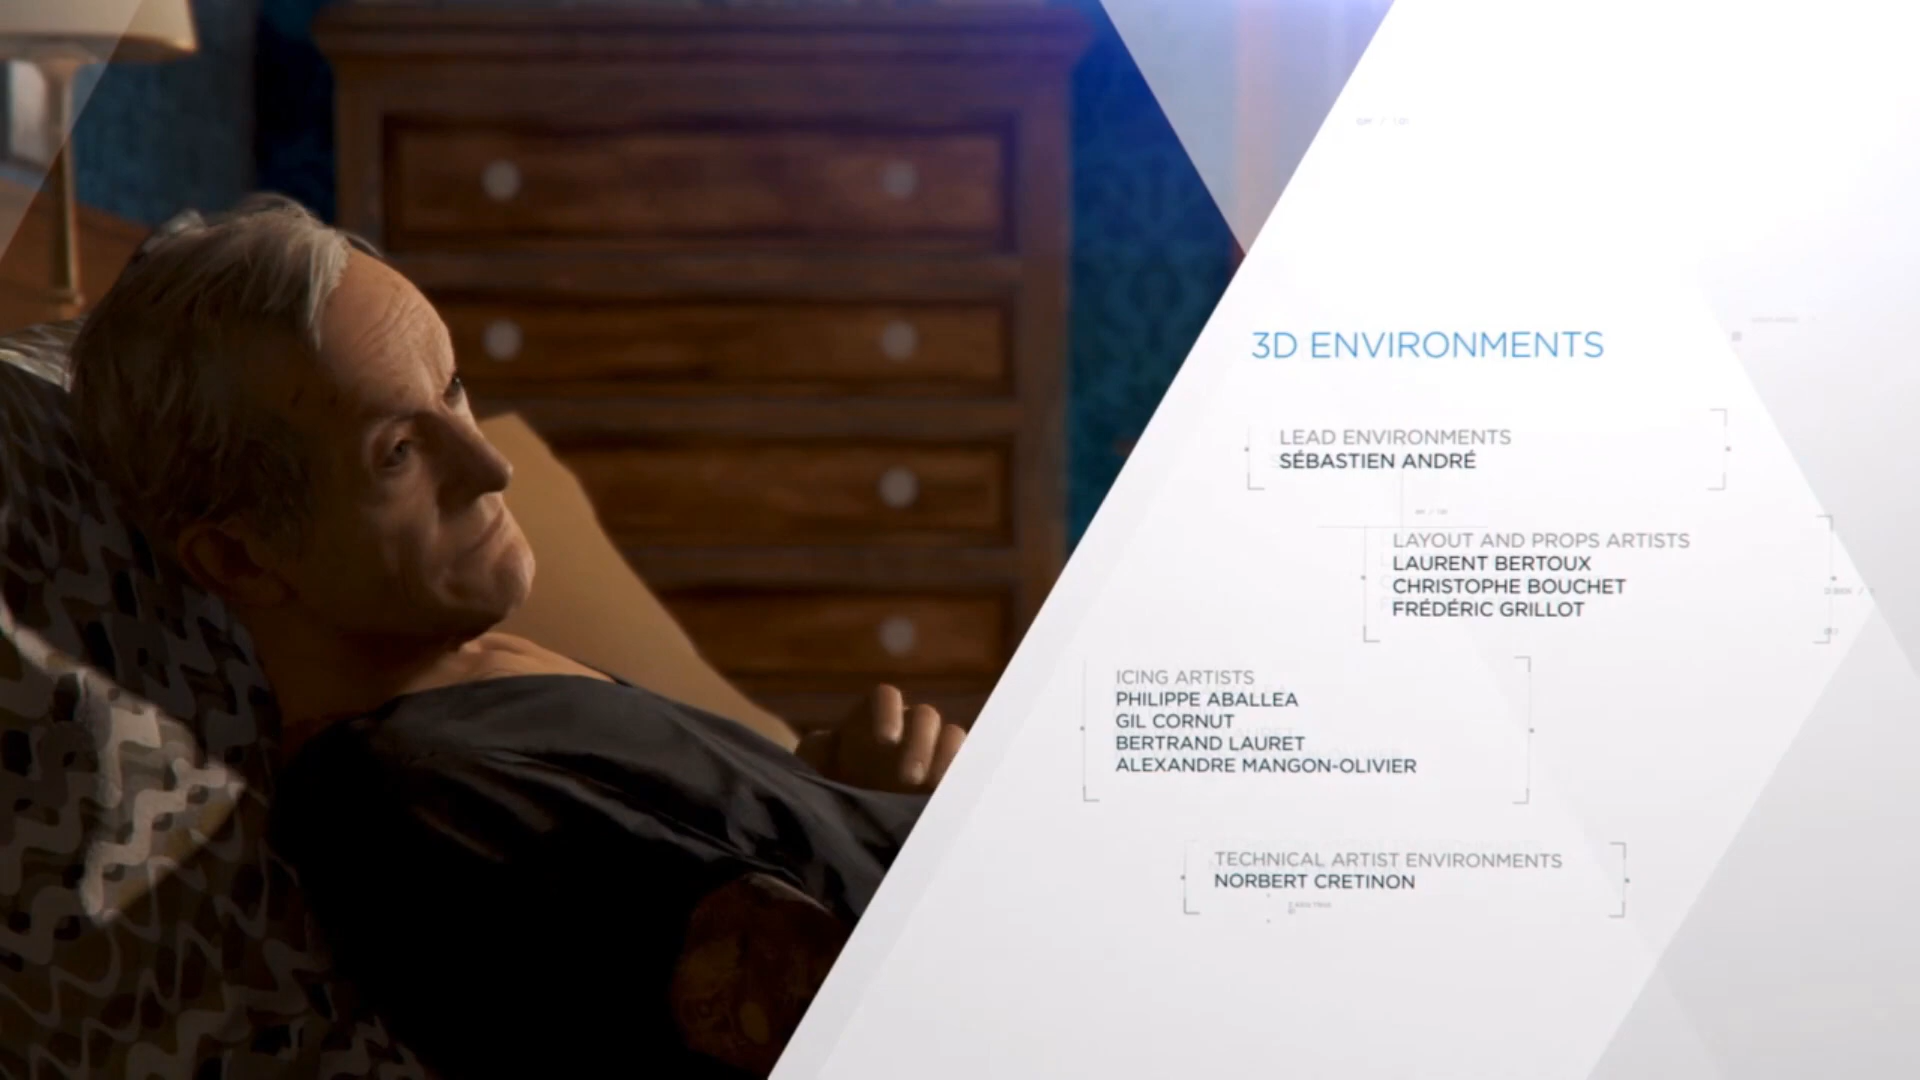 3D ENVIRONMENTS
LEAD ENVIRONMENTS
SÉBASTIEN ANDRÉ
LAYOUT AND PROPS ARTISTS
LAURENT BERTOUX
CHRISTOPHE BOUCHET
FRÉDÉRIC GRILLOT
ICING ARTISTS
PHILIPPE ABALLEA
GIL CORNUT
BERTRAND LAURET
ALEXANDRE MANGON-OLIVIER
TECHNICAL ARTIST ENVIRONMENTS
NORBERT CRETINON